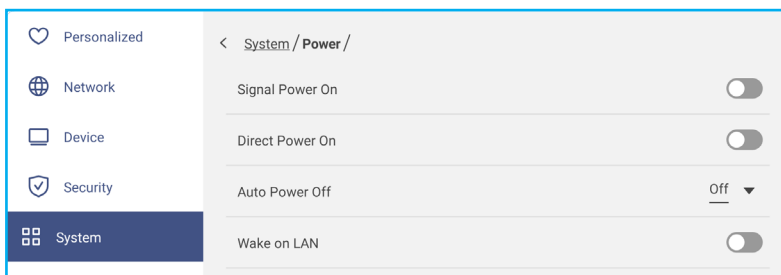 Personalized
Network
Device
Security
System
< System / Power /
Signal Power On
Direct Power On
Auto Power Off Off
Wake on LAN